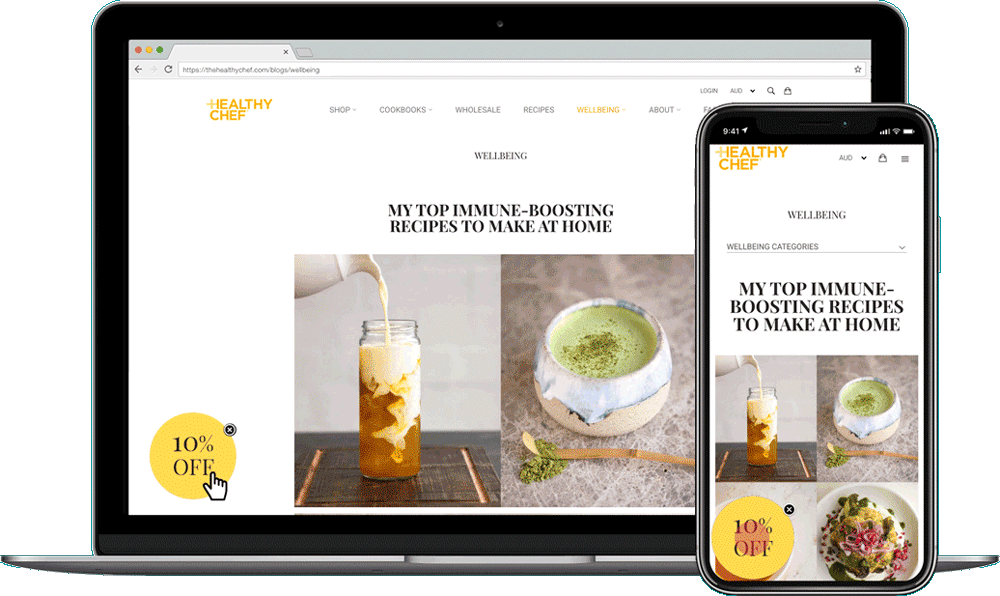 https://thehealthychef.com/blogs/wellbeing
LOGIN AUD
HEALTHY
CHEF
SHOP COOKBOOKS WHOLESALE RECIPES WELLBEING ABOUT
WELLBEING
MY TOP IMMUNE-BOOSTING
RECIPES TO MAKE AT HOME
10%
OFF
9:41
HEALTHY
CHEF
AUD
WELLBEING
WELLBEING CATEGORIES
MY TOP IMMUNE-
BOOSTING RECIPES
TO MAKE AT HOME
10%
OFF